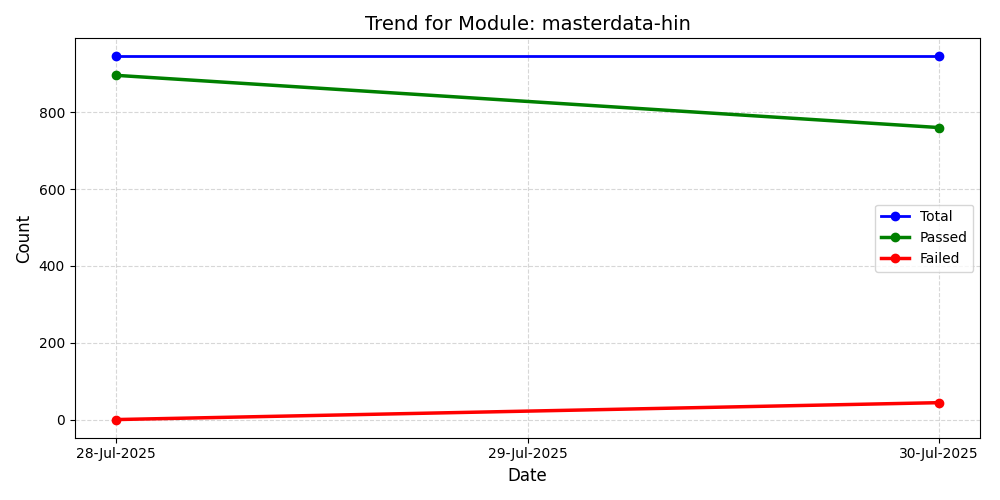 Trend for Module: masterdata-hin
Count
800
600
400
200
0
Total
Passed
Failed
28-Jul-2025
29-Jul-2025
30-Jul-2025
Date